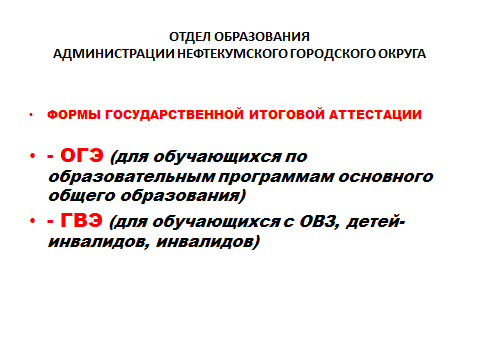 ОТДЕЛ ОБРАЗОВАНИЯ
АДМИНИСТРАЦИИ НЕФТЕКУМСКОГО ГОРОДСКОГО ОКРУГА
• ФОРМЫ ГОСУДАРСТВЕННОЙ ИТОГОВОЙ АТТЕСТАЦИИ
• - ОГЭ (для обучающихся по
образовательным программам основного
общего образования)
• - ГВЭ (для обучающихся с ОВЗ, детей-
инвалидов, инвалидов)